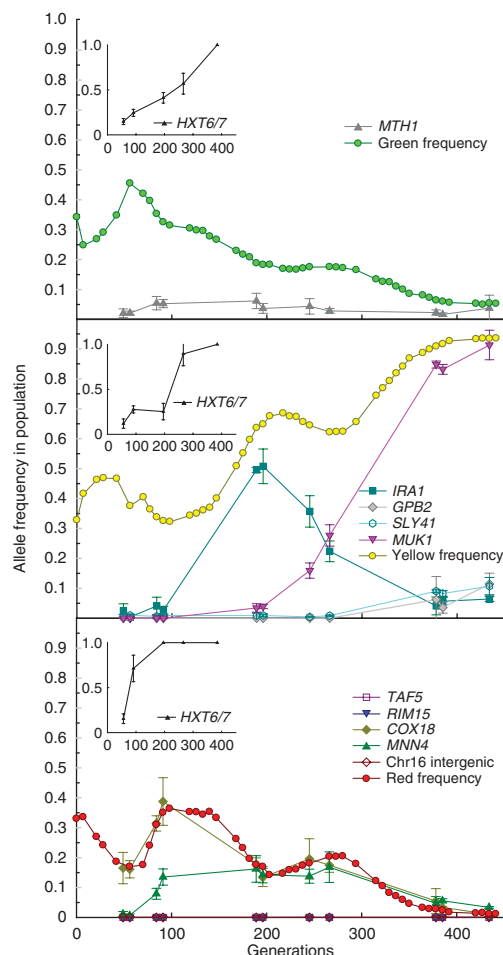 1.0
0.9
0.8
0.7
0.6
0.5
0.4
0.3
0.2
0.1
1.0
0.5
0
HXT6/7
0 100 200 300 400
MTH1
Green frequency
0.9
0.8
0.7
0.6
0.5
0.4
0.3
0.2
0.1
1.0
0.5
0
HXT6/7
0 100 200 300 400
IRA1
GPB2
SLY41
MUK1
Yellow frequency
Allele frequency in population
0.9
0.8
0.7
0.6
0.5
0.4
0.3
0.2
0.1
0
1.0
0.5
0
HXT6/7
0 100 200 300 400
TAF5
RIM15
COX18
MNN4
Chr16 intergenic
Red frequency
0 100 200 300 400
Generations